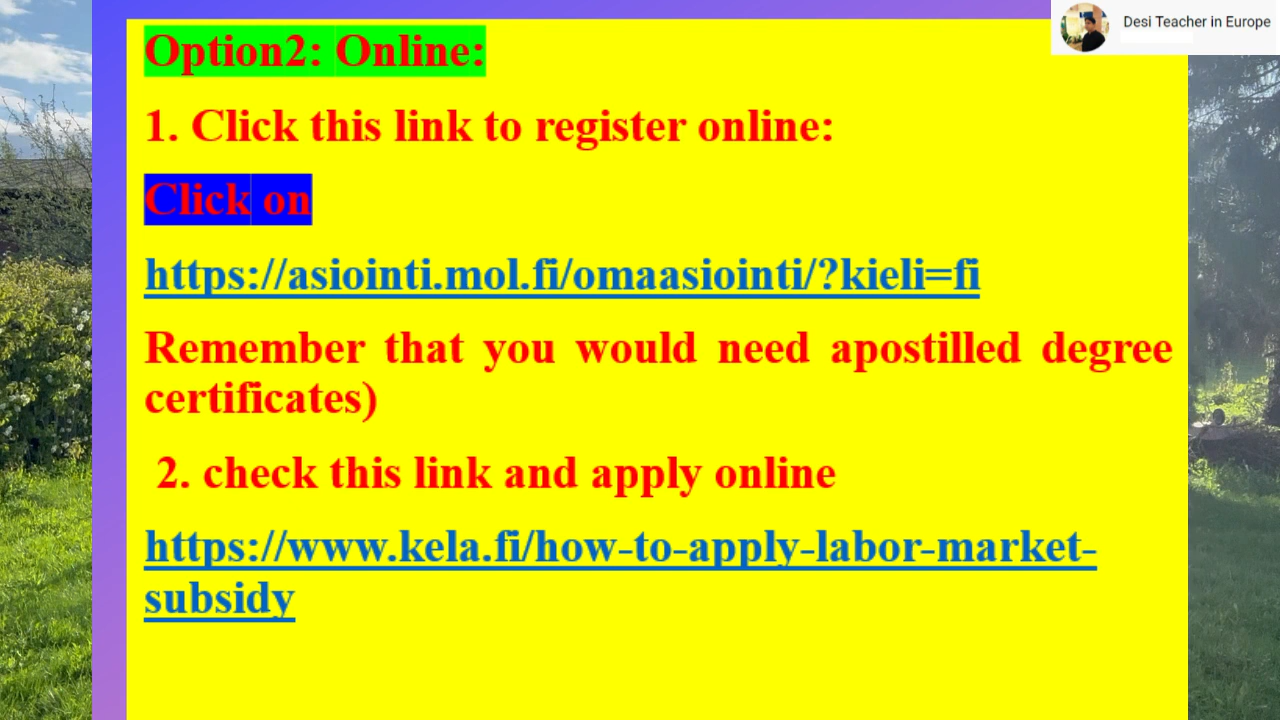 Desi Teacher in Europe
Option2: Online:
1. Click this link to register online:
Click on
https://asiointi.mol.fi/omaasiointi/?kieli=fi
Remember that you would need apostilled degree
certificates)
2. check this link and apply online
https://www.kela.fi/how-to-apply-labor-market-
subsidy